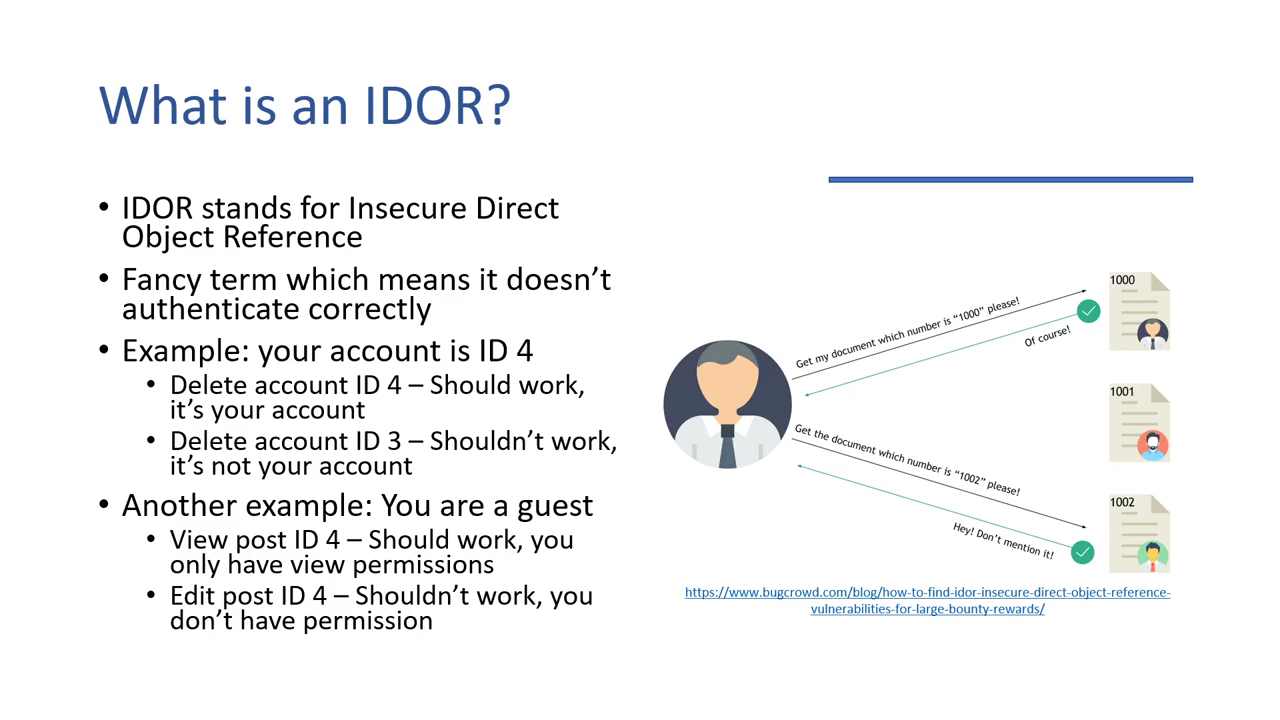 What is an IDOR?
• IDOR stands for Insecure Direct
Object Reference
• Fancy term which means it doesn’t
authenticate correctly
• Example: your account is ID 4
• Delete account ID 4 – Should work,
it’s your account
• Delete account ID 3 – Shouldn’t work,
it’s not your account
• Another example: You are a guest
• View post ID 4 – Should work, you
only have view permissions
• Edit post ID 4 – Shouldn’t work, you
don’t have permission
Get my document which number is “1000” please!
Of course!
Get the document which number is “1002” please!
Hey! Don’t mention it!
1000
1001
1002
https://www.bugcrowd.com/blog/how-to-find-idor-insecure-direct-object-reference-
vulnerabilities-for-large-bounty-rewards/